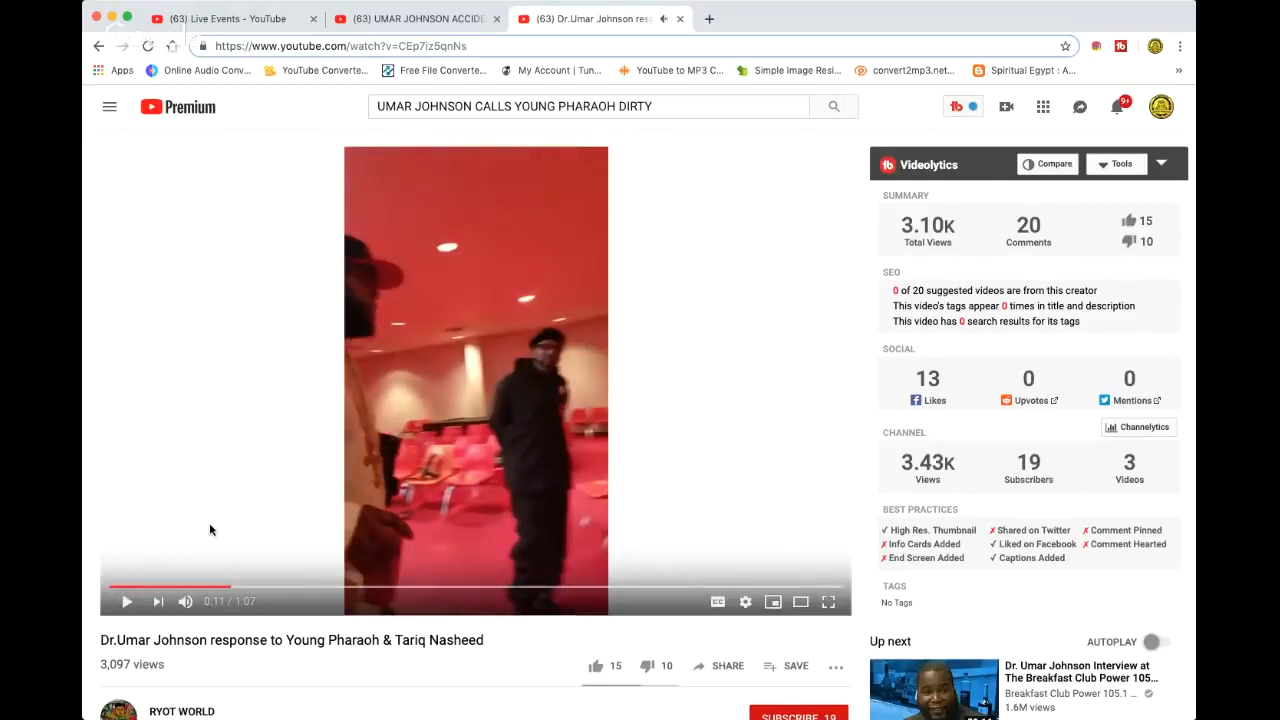 (63) Live Events - YouTube
(63) UMAR JOHNSON ACCIDE
(63) Dr.Umar Johnson res
https://www.youtube.com/watch?v=CEp7iz5qnNs
Apps
Online Audio Conv...
YouTube Converte...
Free File Converte...
My Account | Tun...
YouTube to MP3 C...
Simple Image Resi...
convert2mp3.net...
Spiritual Egypt : A...
»
Premium
UMAR JOHNSON CALLS YOUNG PHARAOH DIRTY
tb
9+
tb Videolytics
Compare
Tools
SUMMARY
3.10K
Total Views
20
Comments
15
10
SEO
0 of 20 suggested videos are from this creator
This video's tags appear 0 times in title and description
This video has 0 search results for its tags
SOCIAL
13
Likes
0
Upvotes
0
Mentions
CHANNEL
Channelytics
3.43K
Views
19
Subscribers
3
Videos
BEST PRACTICES
✓ High Res. Thumbnail
✗ Shared on Twitter
✗ Comment Pinned
✗ Info Cards Added
✓ Liked on Facebook
✗ Comment Hearted
✗ End Screen Added
✓ Captions Added
TAGS
No Tags
0:11 / 1:07
CC
Dr.Umar Johnson response to Young Pharaoh & Tariq Nasheed
3,097 views
15
10
SHARE
SAVE
RYOT WORLD
SUBSCRIBE 19
Up next
AUTOPLAY
Dr. Umar Johnson Interview at
The Breakfast Club Power 105...
Breakfast Club Power 105.1 ...
1.6M views